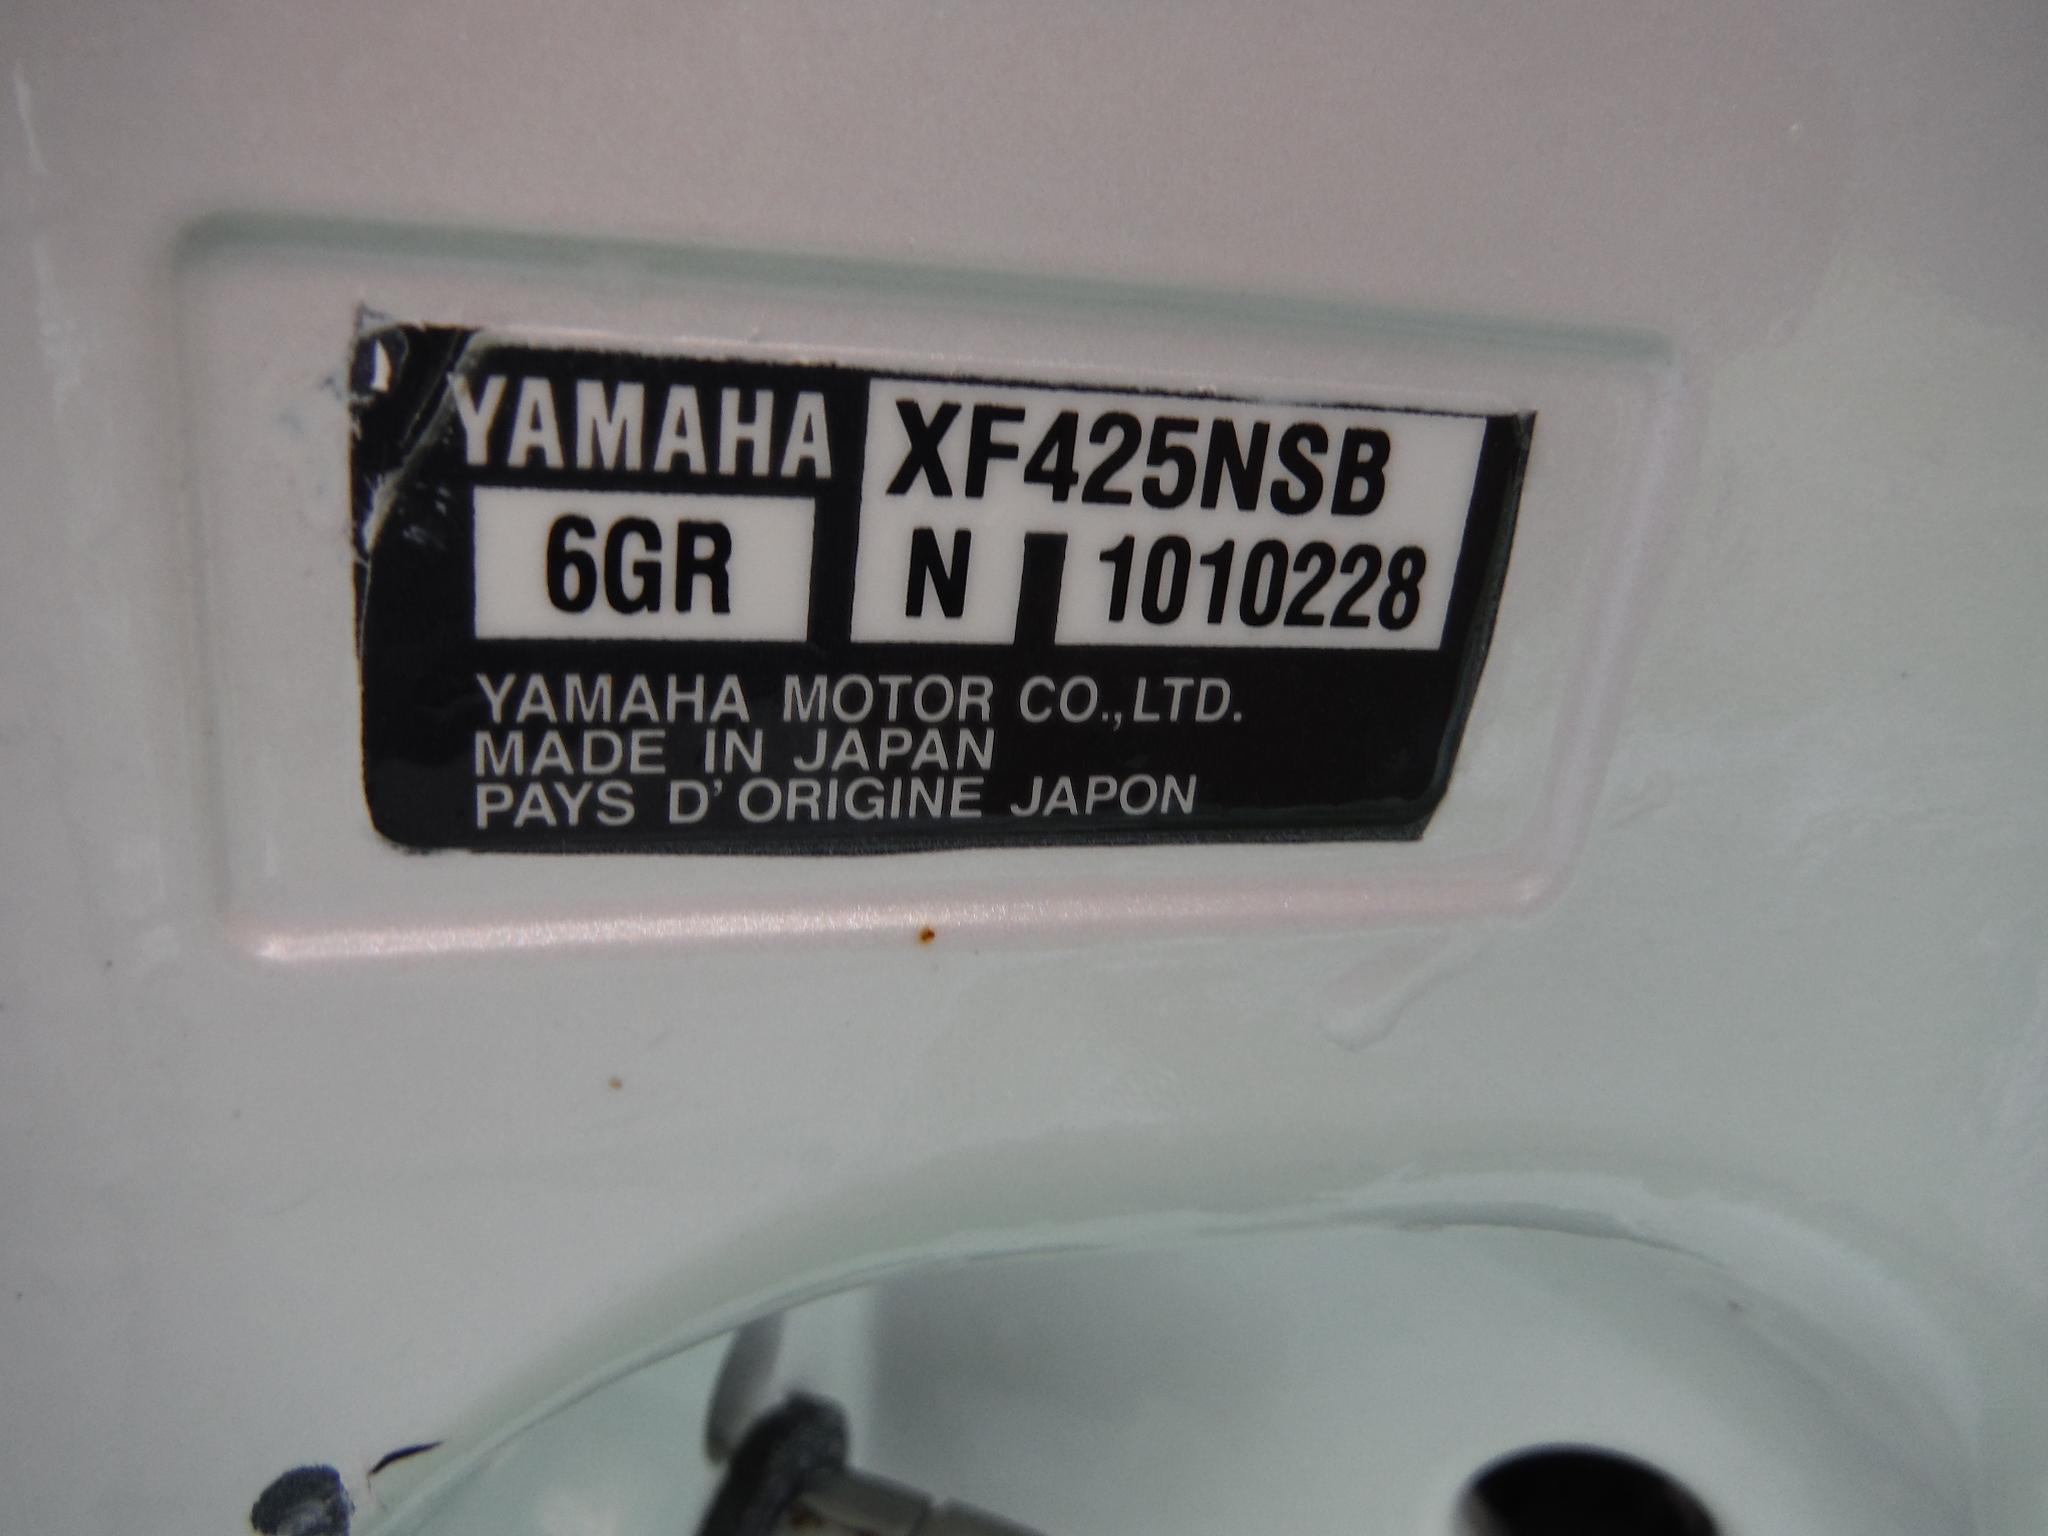 YAMAHA XF425NSB
6GR N 1010228
YAMAHA MOTOR CO.,LTD.
MADE IN JAPAN
PAYS D'ORIGINE JAPON